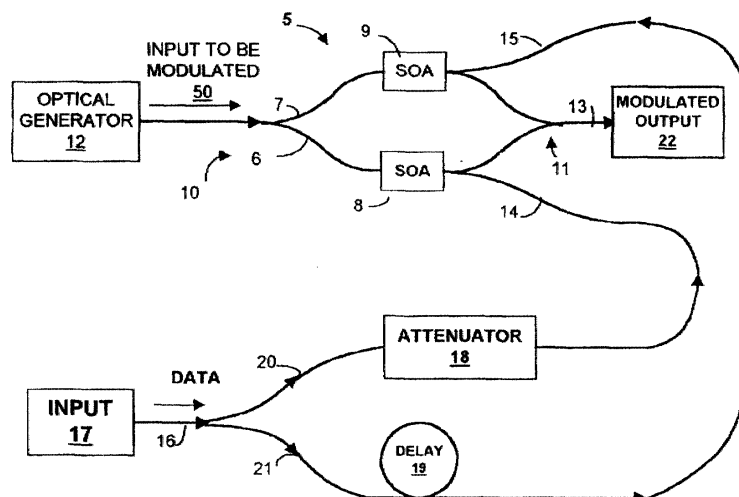 5
9
15
INPUT TO BE
MODULATED
50
SOA
OPTICAL
GENERATOR
12
7
13
MODULATED
OUTPUT
22
6
10
SOA
11
8
14
ATTENUATOR
18
20
DATA
INPUT
17
16
DELAY
19
21